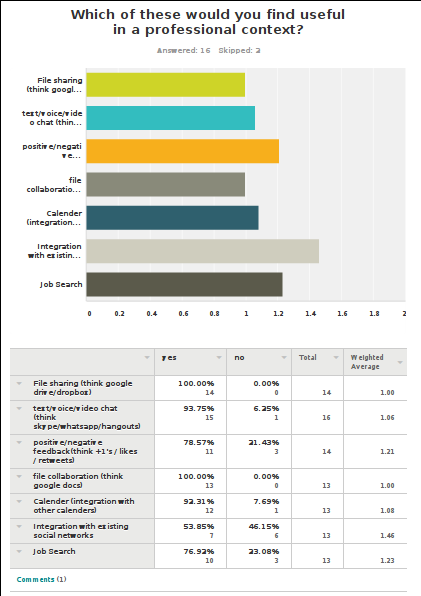 Which of these would you find useful
in a professional context?
Answered: 16 Skipped: 2
File sharing
(think googl...
text/voice/vide
o chat (thin...
positive/negati
ve...
file
collaboratio...
Calender
(integration...
Integration
with existin...
Job Search
0 0.2 0.4 0.6 0.8 1 1.2 1.4 1.6 1.8 2
yes no Total Weighted
Average
File sharing (think google
drive/dropbox)
100.00% 0.00%
14 0 14 1.00
text/voice/video chat
(think
skype/whatsapp/hangouts)
93.75% 6.25%
15 1 16 1.06
positive/negative
feedback(think +1's / likes
/ retweets)
78.57% 21.43%
11 3 14 1.21
file collaboration (think
google docs)
100.00% 0.00%
13 0 13 1.00
Calender (integration with
other calenders)
92.31% 7.69%
12 1 13 1.08
Integration with existing
social networks
53.85% 46.15%
7 6 13 1.46
Job Search
76.92% 23.08%
10 3 13 1.23
Comments (1)